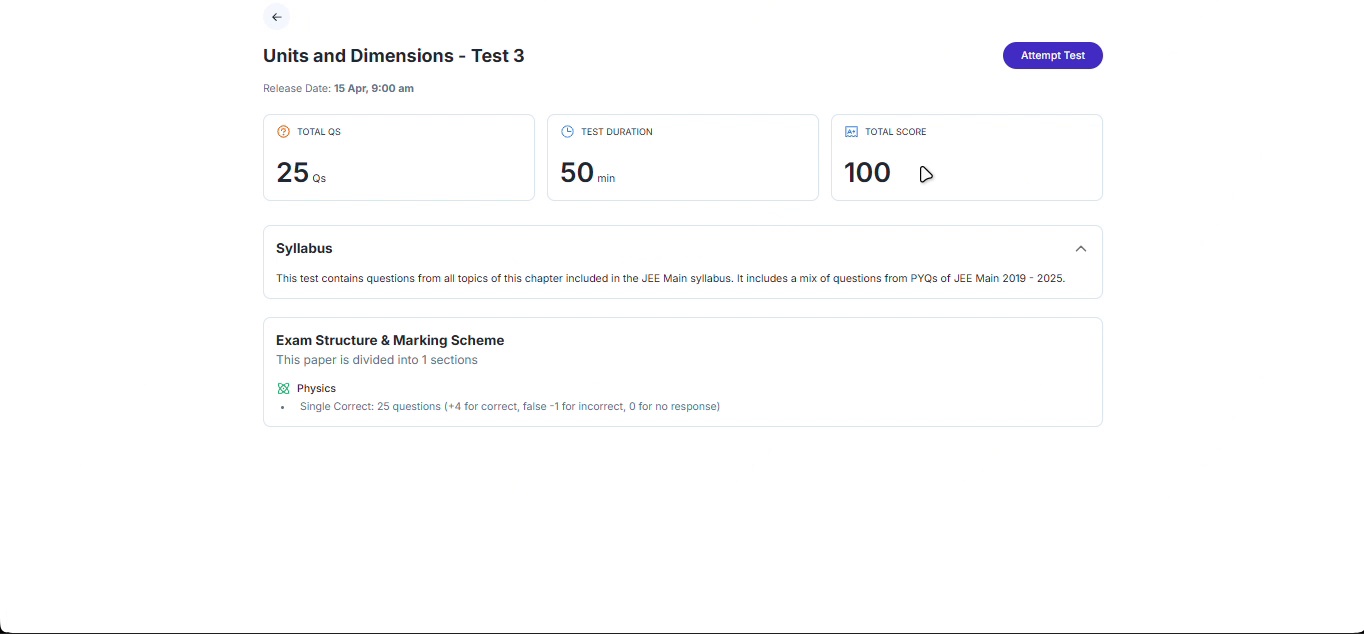 Units and Dimensions - Test 3
Attempt Test
Release Date: 15 Apr, 9:00 am
TOTAL QS
25 Qs
TEST DURATION
50 min
TOTAL SCORE
100
Syllabus
This test contains questions from all topics of this chapter included in the JEE Main syllabus. It includes a mix of questions from PYQs of JEE Main 2019 - 2025.
Exam Structure & Marking Scheme
This paper is divided into 1 sections
Physics
• Single Correct: 25 questions (+4 for correct, false -1 for incorrect, 0 for no response)